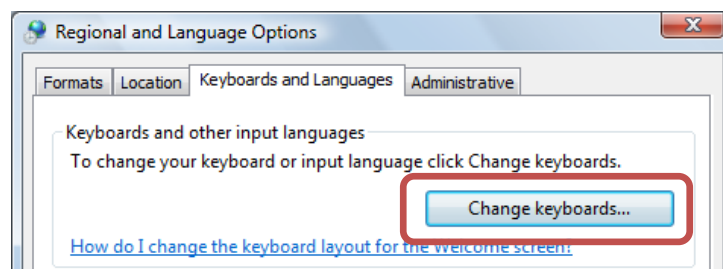 Regional and Language Options
Formats Location Keyboards and Languages Administrative
Keyboards and other input languages
To change your keyboard or input language click Change keyboards.
Change keyboards...
How do I change the keyboard layout for the Welcome screen?